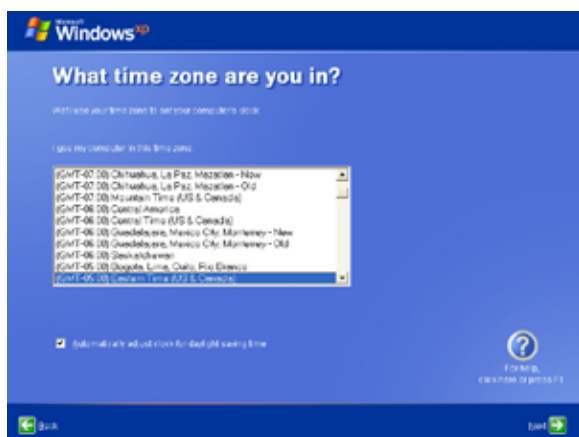 Microsoft
Windows xp
What time zone are you in?
We'll use your time zone to set your computer's clock.
I use my computer in this time zone:
(GMT-07:00) Chihuahua, La Paz, Mazatlan - New
(GMT-07:00) Chihuahua, La Paz, Mazatlan - Old
(GMT-07:00) Mountain Time (US & Canada)
(GMT-06:00) Central America
(GMT-06:00) Central Time (US & Canada)
(GMT-06:00) Guadalajara, Mexico City, Monterrey - New
(GMT-06:00) Guadalajara, Mexico City, Monterrey - Old
(GMT-06:00) Saskatchewan
(GMT-05:00) Bogota, Lima, Quito, Rio Branco
(GMT-05:00) Eastern Time (US & Canada)
Automatically adjust clock for daylight saving time
For help,
click here or press F1.
Back
Next